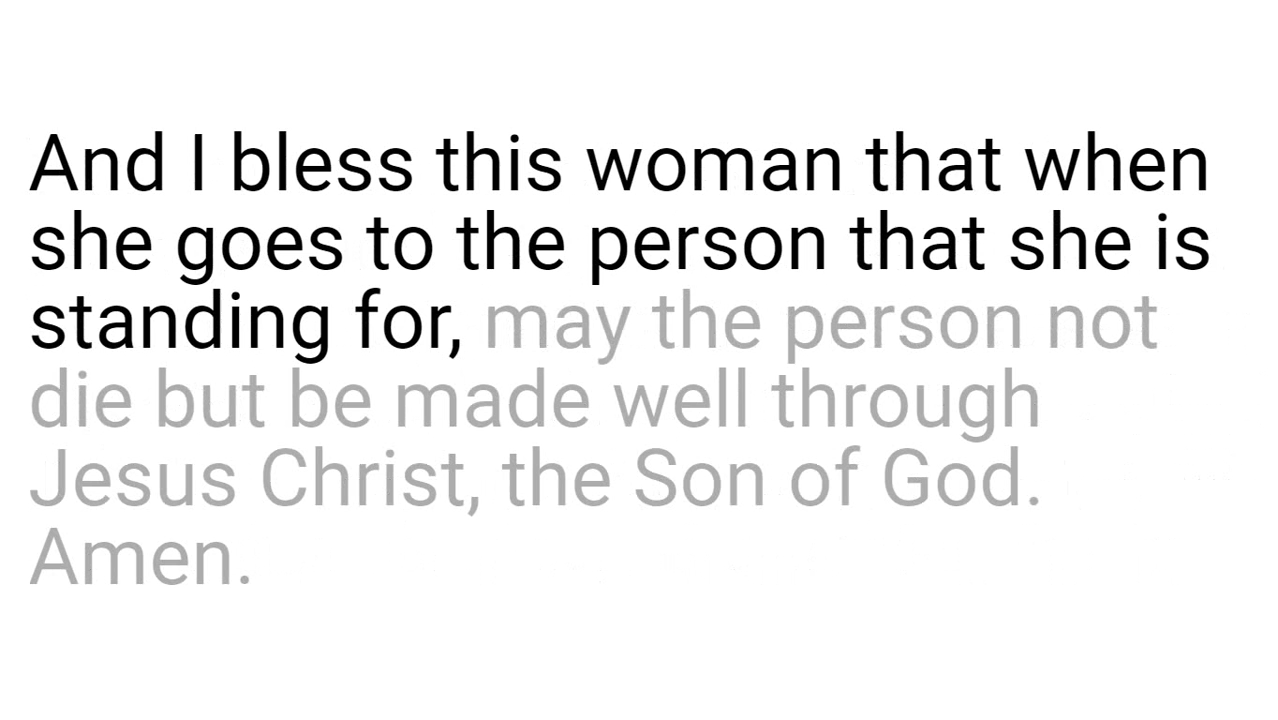 And I bless this woman that when
she goes to the person that she is
standing for, may the person not
die but be made well through
Jesus Christ, the Son of God.
Amen.